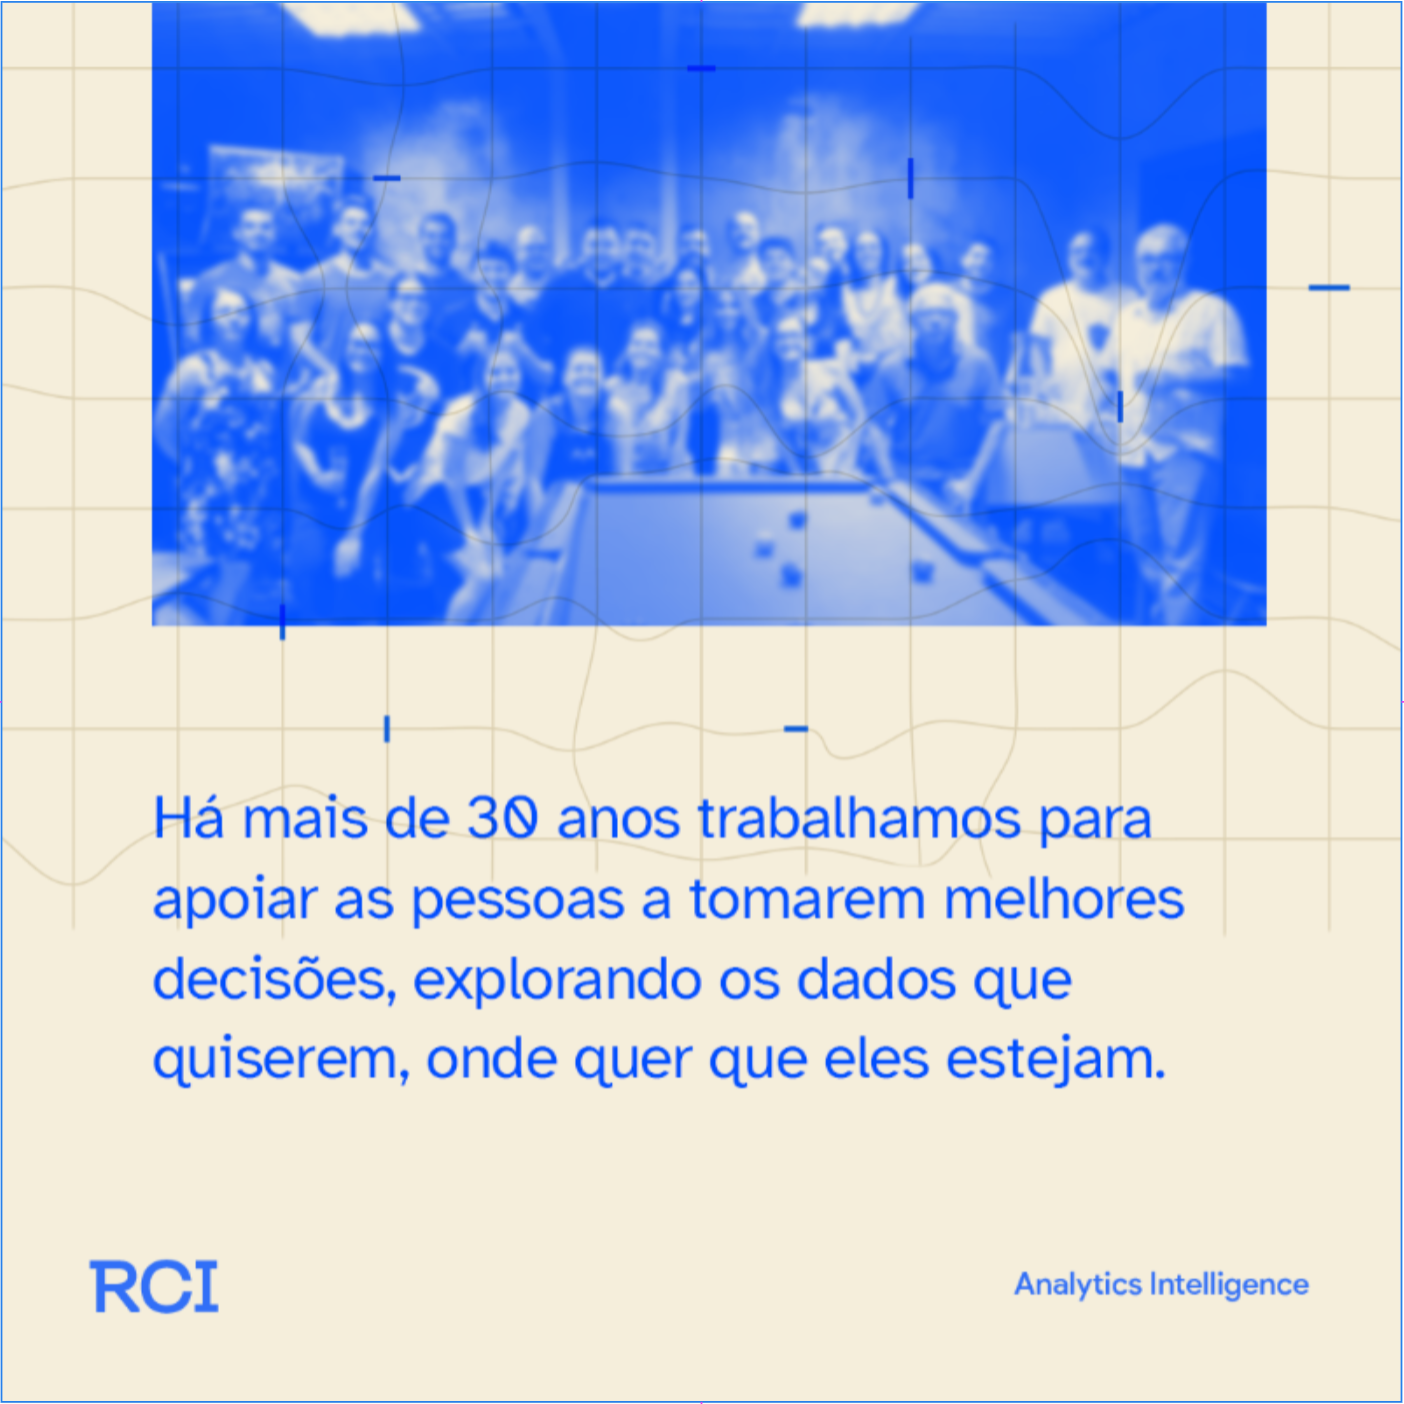 Há mais de 30 anos trabalhamos para
apoiar as pessoas a tomarem melhores
decisões, explorando os dados que
quiserem, onde quer que eles estejam.
RCI
Analytics Intelligence